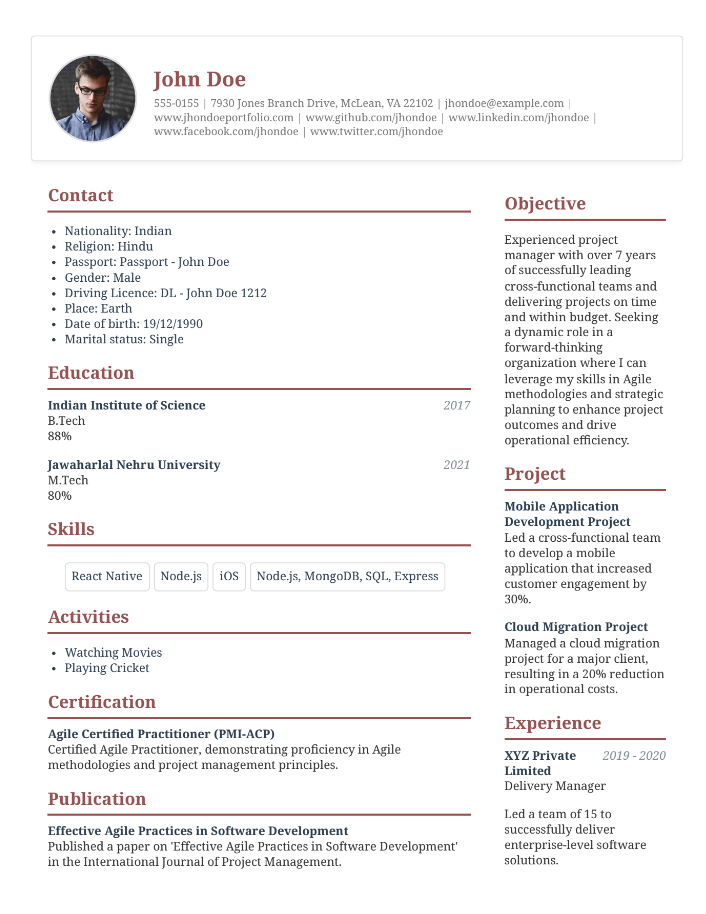 John Doe
555-0155 | 7930 Jones Branch Drive, McLean, VA 22102 | jhondoe@example.com |
www.jhondoeportfolio.com | www.github.com/jhondoe | www.linkedin.com/jhondoe |
www.facebook.com/jhondoe | www.twitter.com/jhondoe
Contact
• Nationality: Indian
• Religion: Hindu
• Passport: Passport - John Doe
• Gender: Male
• Driving Licence: DL - John Doe 1212
• Place: Earth
• Date of birth: 19/12/1990
• Marital status: Single
Education
Indian Institute of Science 2017
B.Tech
88%
Jawaharlal Nehru University 2021
M.Tech
80%
Skills
React Native Node.js iOS Node.js, MongoDB, SQL, Express
Activities
• Watching Movies
• Playing Cricket
Certification
Agile Certified Practitioner (PMI-ACP)
Certified Agile Practitioner, demonstrating proficiency in Agile
methodologies and project management principles.
Publication
Effective Agile Practices in Software Development
Published a paper on 'Effective Agile Practices in Software Development'
in the International Journal of Project Management.
Objective
Experienced project
manager with over 7 years
of successfully leading
cross-functional teams and
delivering projects on time
and within budget. Seeking
a dynamic role in a
forward-thinking
organization where I can
leverage my skills in Agile
methodologies and strategic
planning to enhance project
outcomes and drive
operational efficiency.
Project
Mobile Application
Development Project
Led a cross-functional team
to develop a mobile
application that increased
customer engagement by
30%.
Cloud Migration Project
Managed a cloud migration
project for a major client,
resulting in a 20% reduction
in operational costs.
Experience
XYZ Private 2019 - 2020
Limited
Delivery Manager
Led a team of 15 to
successfully deliver
enterprise-level software
solutions.